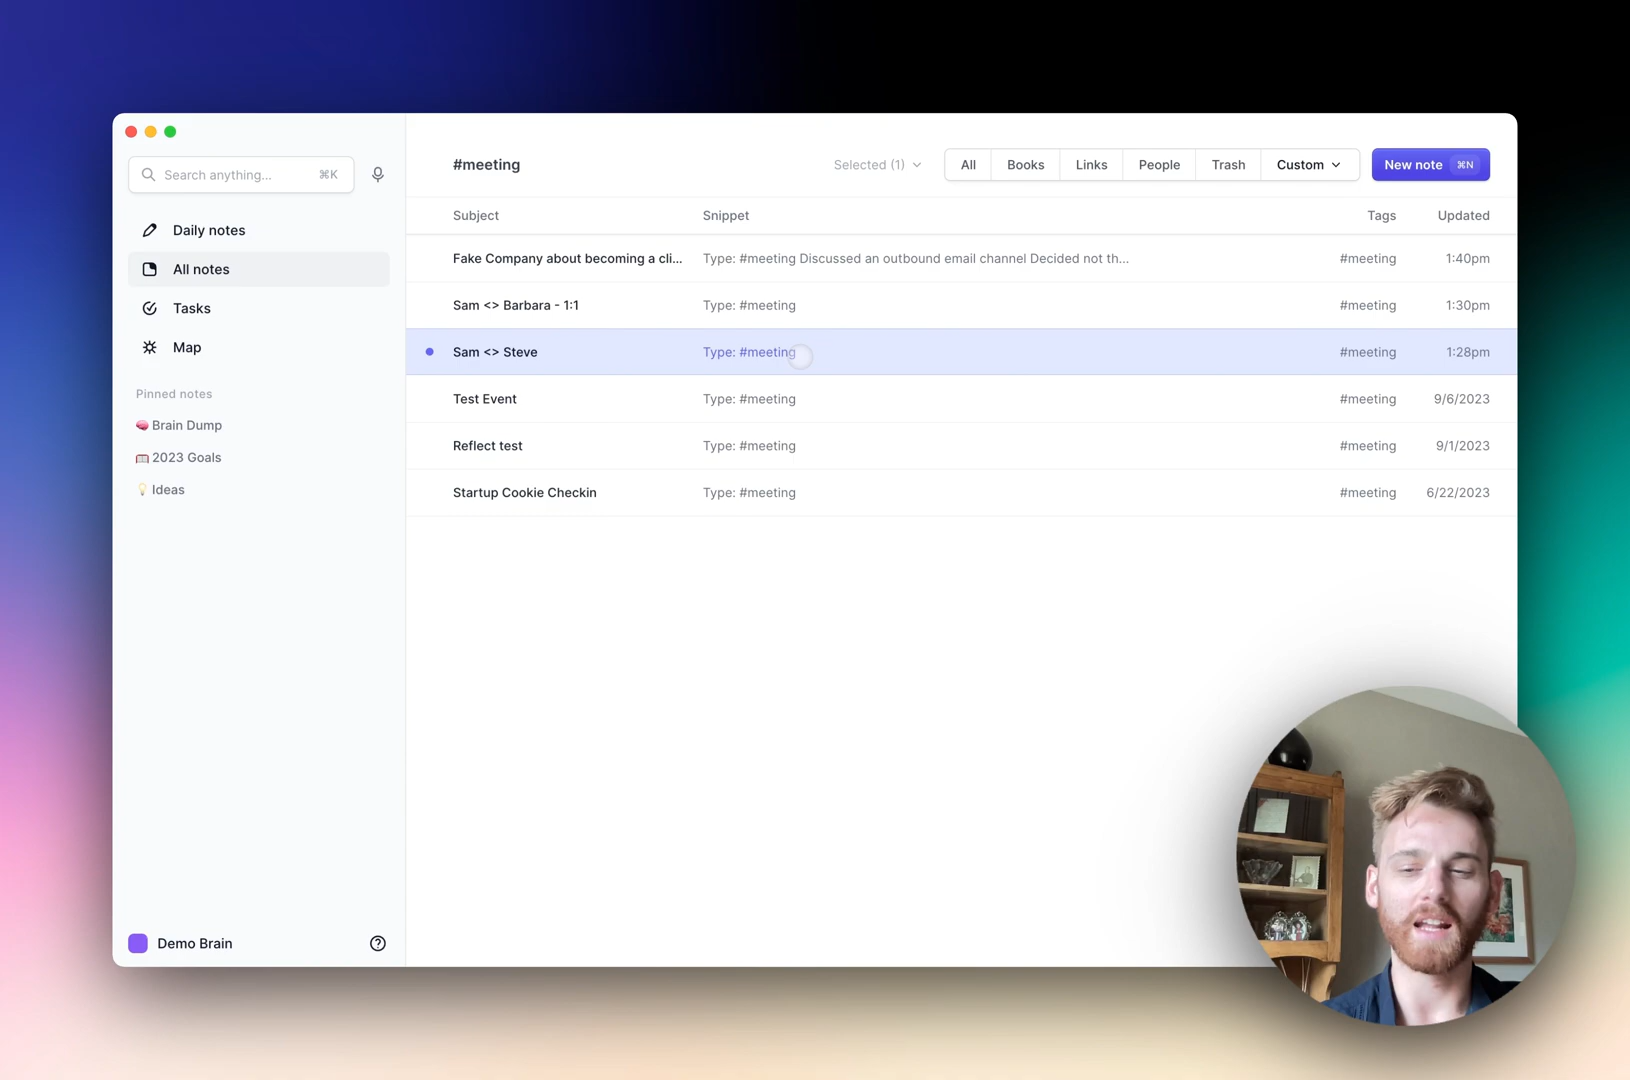 Search anything... ⌘K
Daily notes
All notes
Tasks
Map
Pinned notes
Brain Dump
2023 Goals
Ideas
Demo Brain
#meeting
Selected (1)
All Books Links People Trash Custom
New note ⌘N
Subject Snippet Tags Updated
Fake Company about becoming a cli... Type: #meeting Discussed an outbound email channel Decided not th... #meeting 1:40pm
Sam <> Barbara - 1:1 Type: #meeting #meeting 1:30pm
Sam <> Steve Type: #meeting #meeting 1:28pm
Test Event Type: #meeting #meeting 9/6/2023
Reflect test Type: #meeting #meeting 9/1/2023
Startup Cookie Checkin Type: #meeting #meeting 6/22/2023